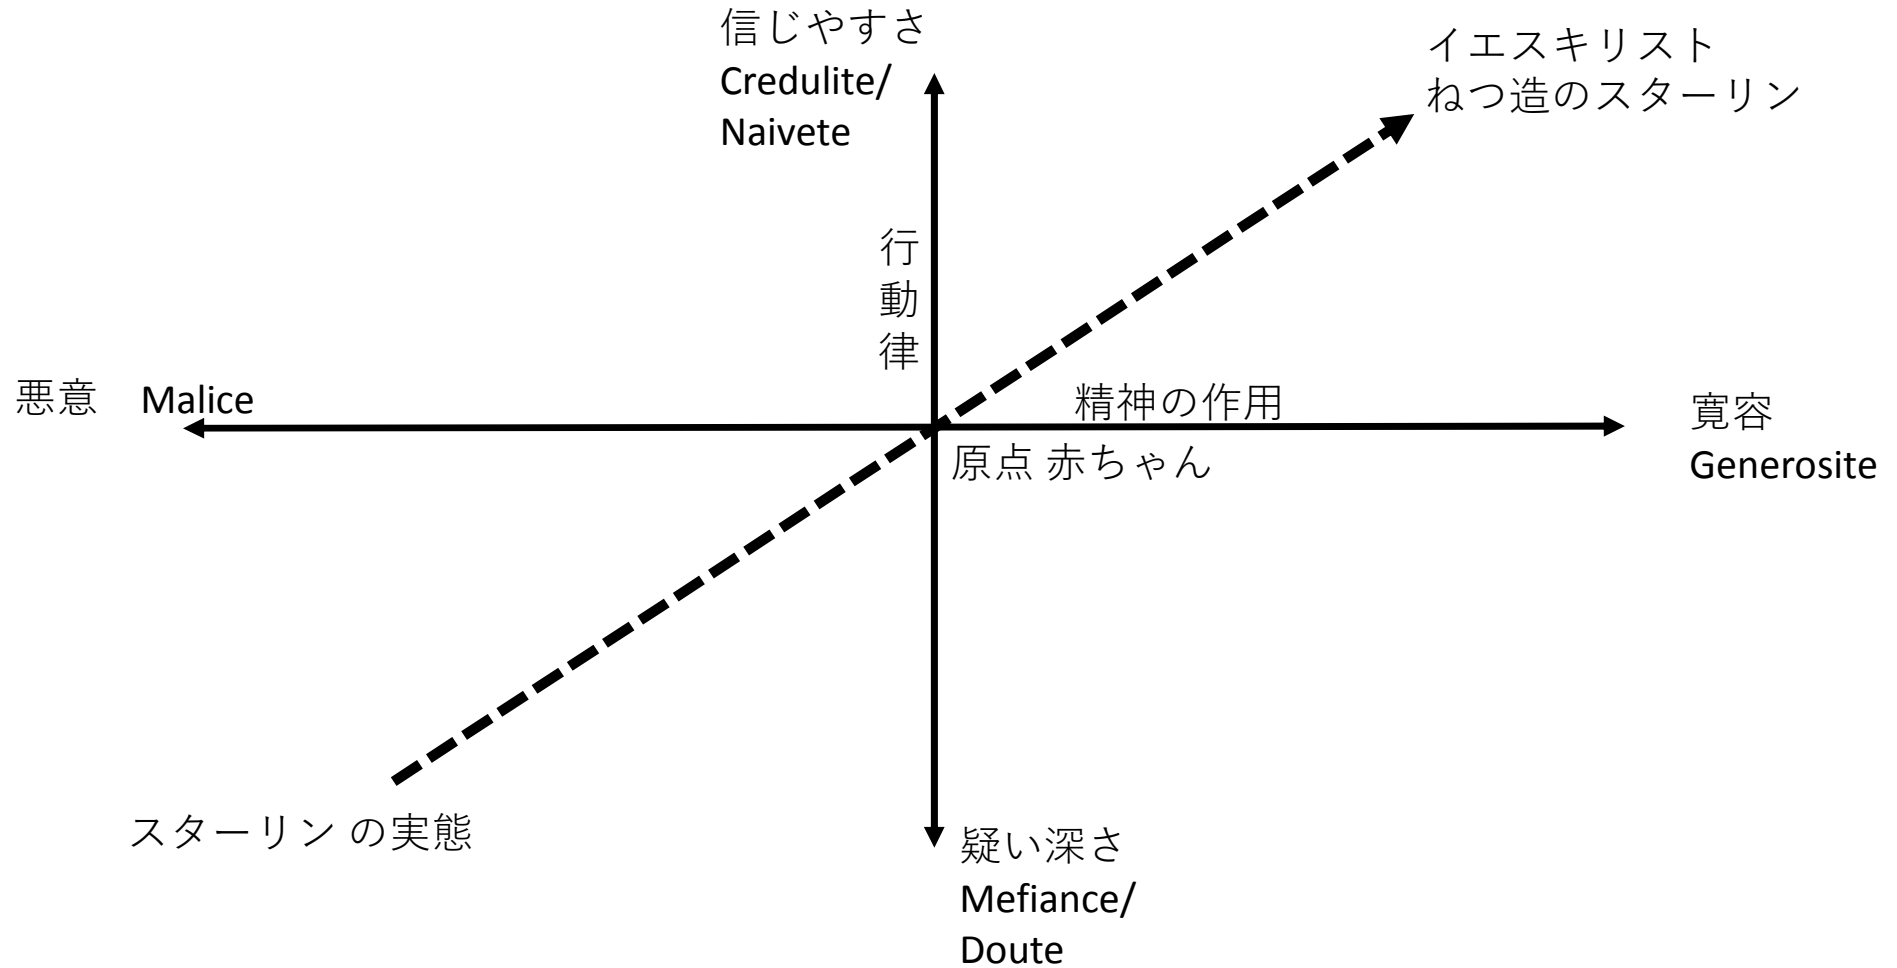 信じやすさ
Credulite/
Naivete
イエスキリスト
ねつ造のスターリン
行動律
悪意 Malice
精神の作用
寛容
Generosite
原点 赤ちゃん
スターリン の実態
疑い深さ
Mefiance/
Doute